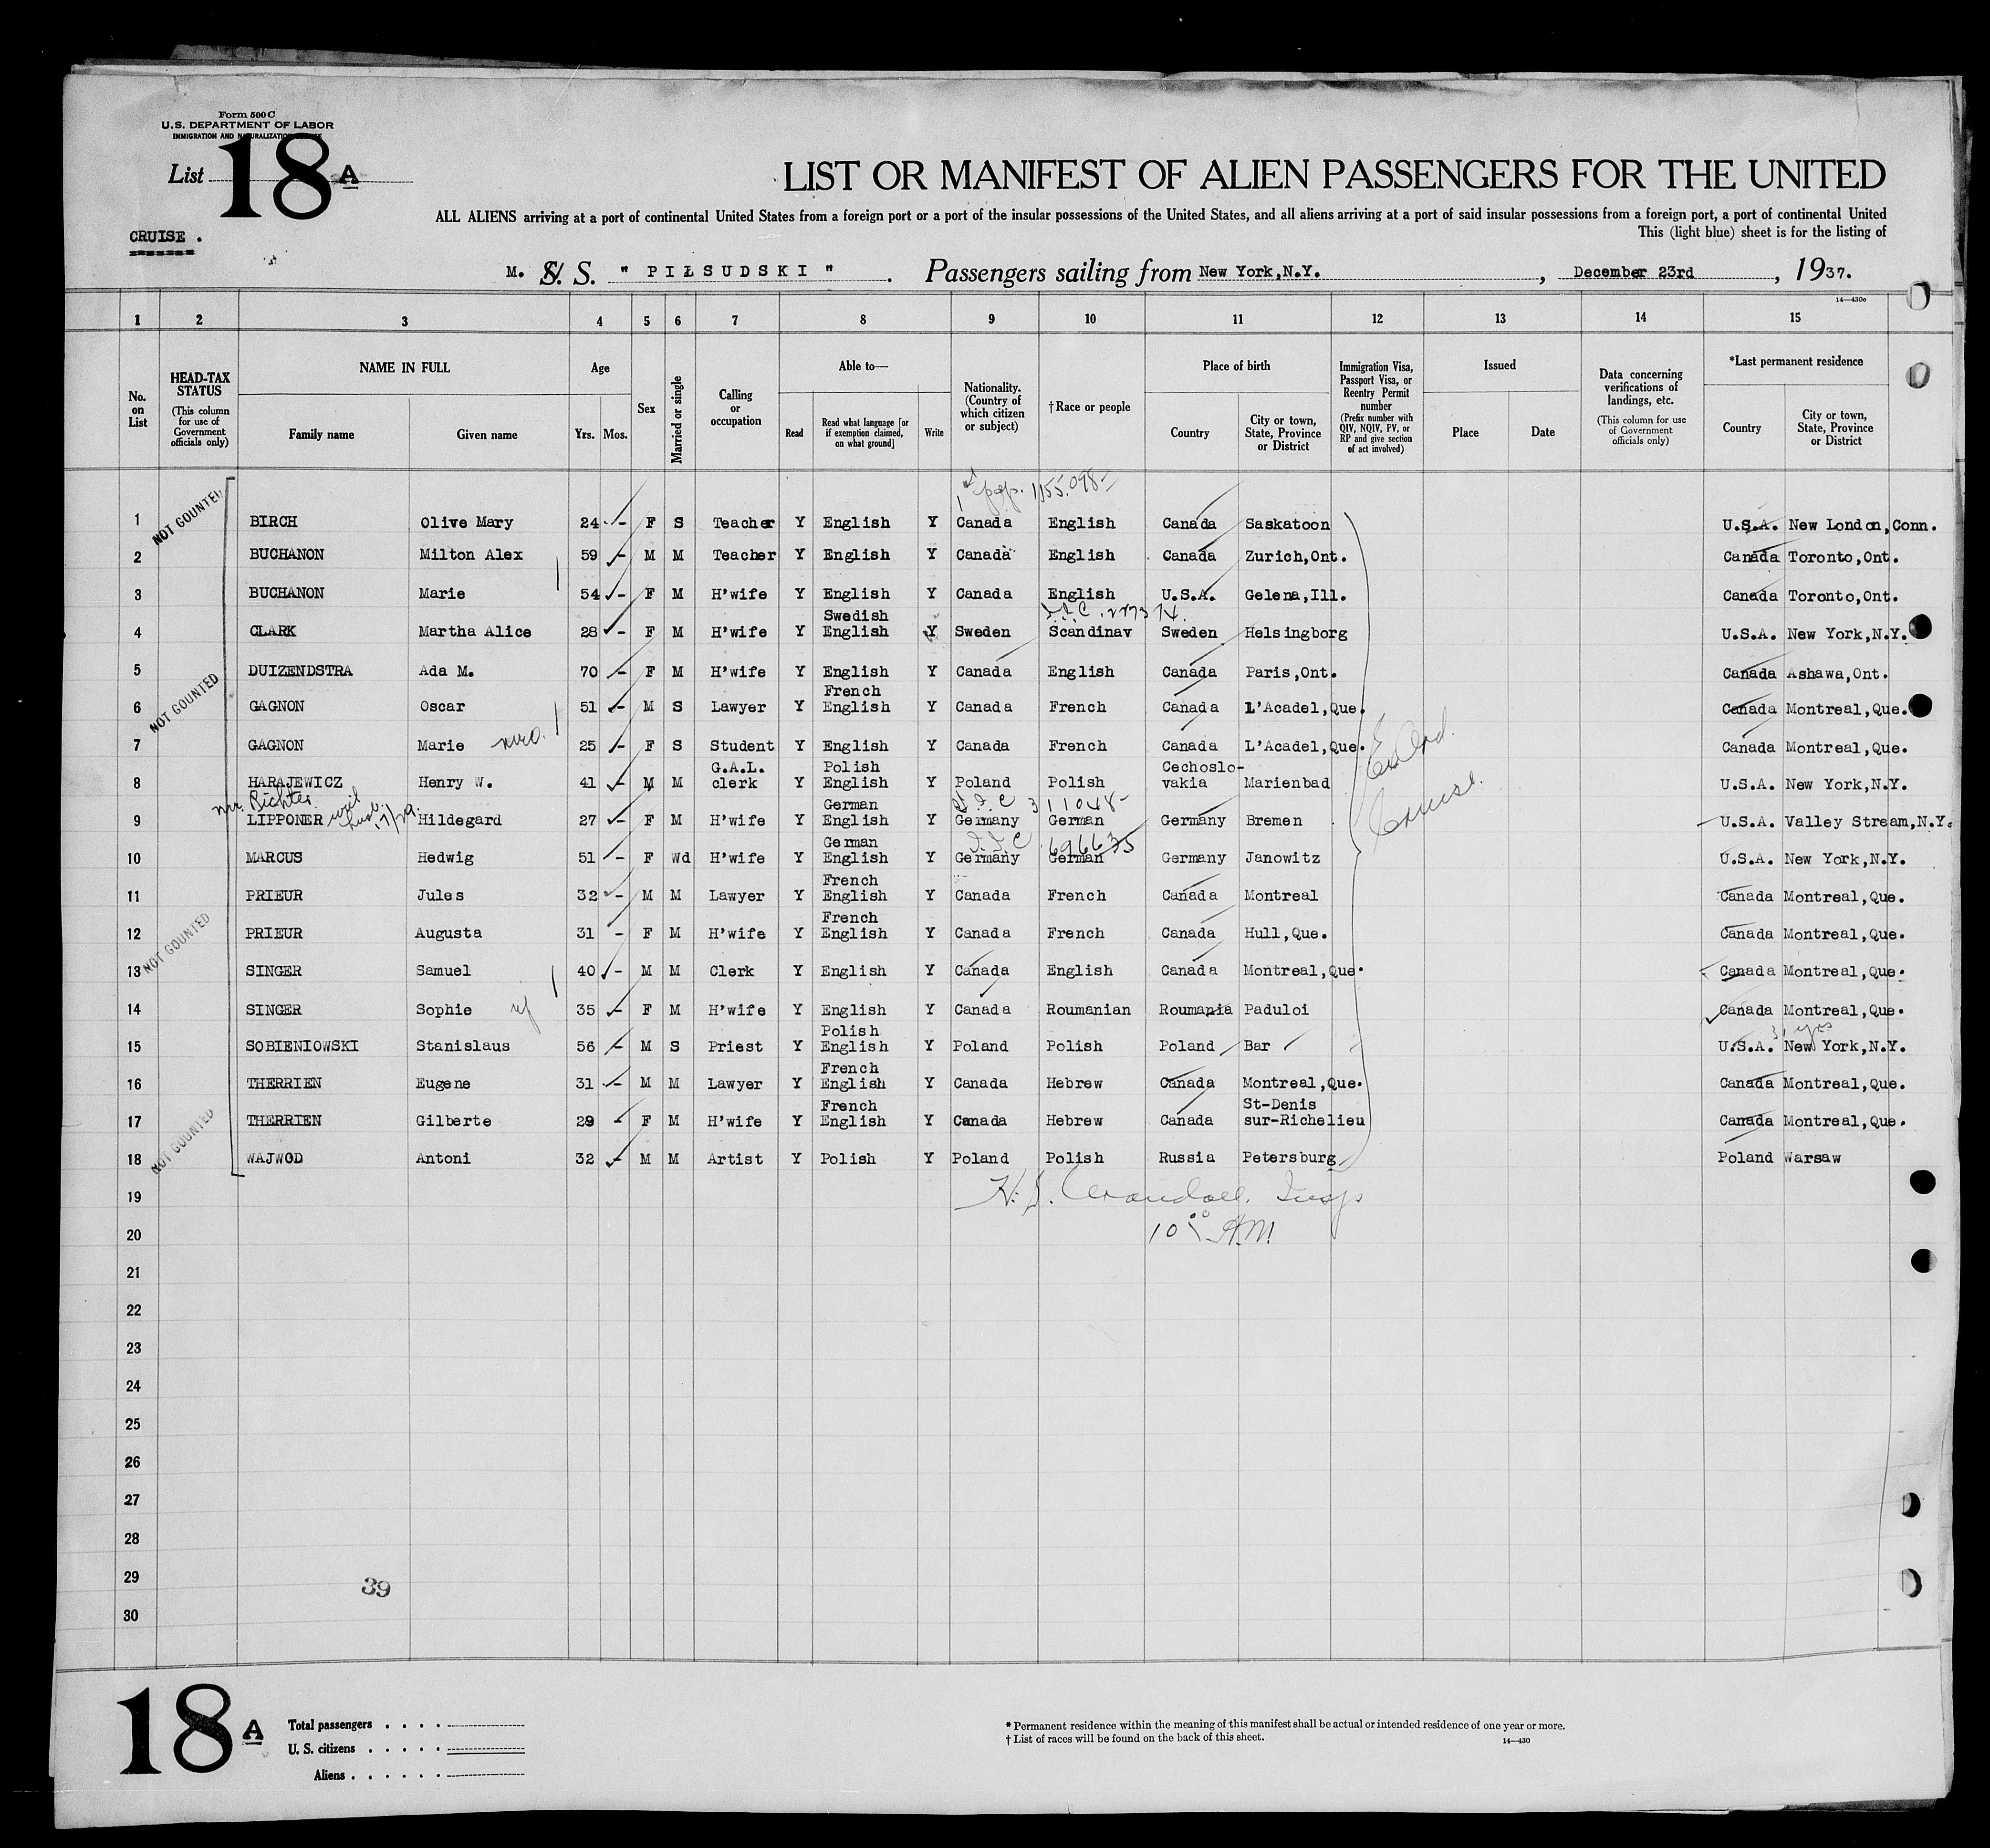 Form 500 C
U.S. DEPARTMENT OF LABOR
IMMIGRATION AND NATURALIZATION SERVICE
List 18 A
LIST OR MANIFEST OF ALIEN PASSENGERS FOR THE UNITED
ALL ALIENS arriving at a port of continental United States from a foreign port or a port of the insular possessions of the United States, and all aliens arriving at a port of said insular possessions from a foreign port, a port of continental United
This (light blue) sheet is for the listing of
CRUISE .
M. S. S. " PIŁSUDSKI " . Passengers sailing from New York,N.Y. , December 23rd , 1937.
14—430c
1 2 3 4 5 6 7 8 9 10 11 12 13 14 15
No. on List
HEAD-TAX STATUS (This column for use of Government officials only)
NAME IN FULL
Family name Given name
Age
Yrs. Mos.
Sex
Married or single
Calling or occupation
Able to—
Read Read what language [or if exemption claimed, on what ground] Write
Nationality. (Country of which citizen or subject)
† Race or people
Place of birth
Country City or town, State, Province or District
Immigration Visa, Passport Visa, or Reentry Permit number (Prefix number with QIV, NQIV, PV, or RP and give section of act involved)
Issued
Place Date
Data concerning verifications of landings, etc. (This column for use of Government officials only)
*Last permanent residence
Country City or town, State, Province or District
1155.098
NOT COUNTED
1 BIRCH Olive Mary 24 - F S Teacher Y English Y Canada English Canada Saskatoon U.S.A. New London,Conn.
2 BUCHANON Milton Alex 59 - M M Teacher Y English Y Canada English Canada Zurich,Ont. Canada Toronto,Ont.
3 BUCHANON Marie 54 - F M H'wife Y English Y Canada English U.S.A. Gelena,Ill. Canada Toronto,Ont.
4 CLARK Martha Alice 28 - F M H'wife Y Swedish English Y Sweden Scandinav Sweden Helsingborg U.S.A. New York,N.Y.
5 DUIZENDSTRA Ada M. 70 - F M H'wife Y English Y Canada English Canada Paris,Ont. Canada Ashawa,Ont.
NOT COUNTED
6 GAGNON Oscar 51 - M S Lawyer Y French English Y Canada French Canada L'Acadel,Que. Canada Montreal,Que.
7 GAGNON Marie 25 - F S Student Y English Y Canada French Canada L'Acadel,Que. Canada Montreal,Que.
8 HARAJEWICZ Henry W. 41 - M M G.A.L. clerk Y Polish English Y Poland Polish Cechoslo-vakia Marienbad U.S.A. New York,N.Y.
Richter
311048
9 LIPPONER Hildegard 27 - F M H'wife Y German English Y Germany German Germany Bremen U.S.A. Valley Stream,N.Y.
696635
10 MARCUS Hedwig 51 - F Wd H'wife Y German English Y Germany German Germany Janowitz U.S.A. New York,N.Y.
11 PRIEUR Jules 32 - M M Lawyer Y French English Y Canada French Canada Montreal Canada Montreal,Que.
12 PRIEUR Augusta 31 - F M H'wife Y French English Y Canada French Canada Hull,Que. Canada Montreal,Que.
NOT COUNTED
13 SINGER Samuel 40 - M M Clerk Y English Y Canada English Canada Montreal,Que. Canada Montreal,Que.
14 SINGER Sophie 35 - F M H'wife Y English Y Canada Roumanian Roumania Paduloi Canada Montreal,Que.
3 yrs
15 SOBIENIOWSKI Stanislaus 56 - M S Priest Y Polish English Y Poland Polish Poland Bar U.S.A. New York,N.Y.
16 THERRIEN Eugene 31 - M M Lawyer Y French English Y Canada Hebrew Canada Montreal,Que. Canada Montreal,Que.
17 THERRIEN Gilberte 29 - F M H'wife Y French English Y Canada Hebrew Canada St-Denis sur-Richelieu Canada Montreal,Que.
NOT COUNTED
18 WAJWOD Antoni 32 - M M Artist Y Polish Y Poland Polish Russia Petersburg Poland Warsaw
Cruise
19 H. S. Crandall. Insp
20 10 00 A.M.
21
22
23
24
25
26
27
28
29
39
30
18 A
Total passengers . . . .
U. S. citizens . . . . .
Aliens . . . . . .
* Permanent residence within the meaning of this manifest shall be actual or intended residence of one year or more.
† List of races will be found on the back of this sheet.
14—430